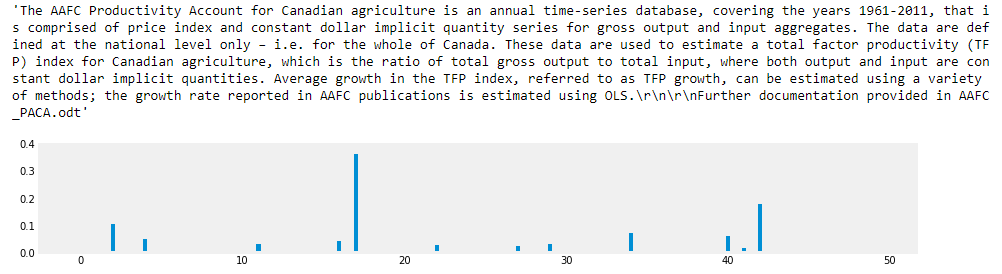 'The AAFC Productivity Account for Canadian agriculture is an annual time-series database, covering the years 1961-2011, that i
s comprised of price index and constant dollar implicit quantity series for gross output and input aggregates. The data are def
ined at the national level only – i.e. for the whole of Canada. These data are used to estimate a total factor productivity (TF
P) index for Canadian agriculture, which is the ratio of total gross output to total input, where both output and input are con
stant dollar implicit quantities. Average growth in the TFP index, referred to as TFP growth, can be estimated using a variety
of methods; the growth rate reported in AAFC publications is estimated using OLS.\r\n\r\nFurther documentation provided in AAFC
_PACA.odt'
0.4
0.3
0.2
0.1
0.0
0 10 20 30 40 50